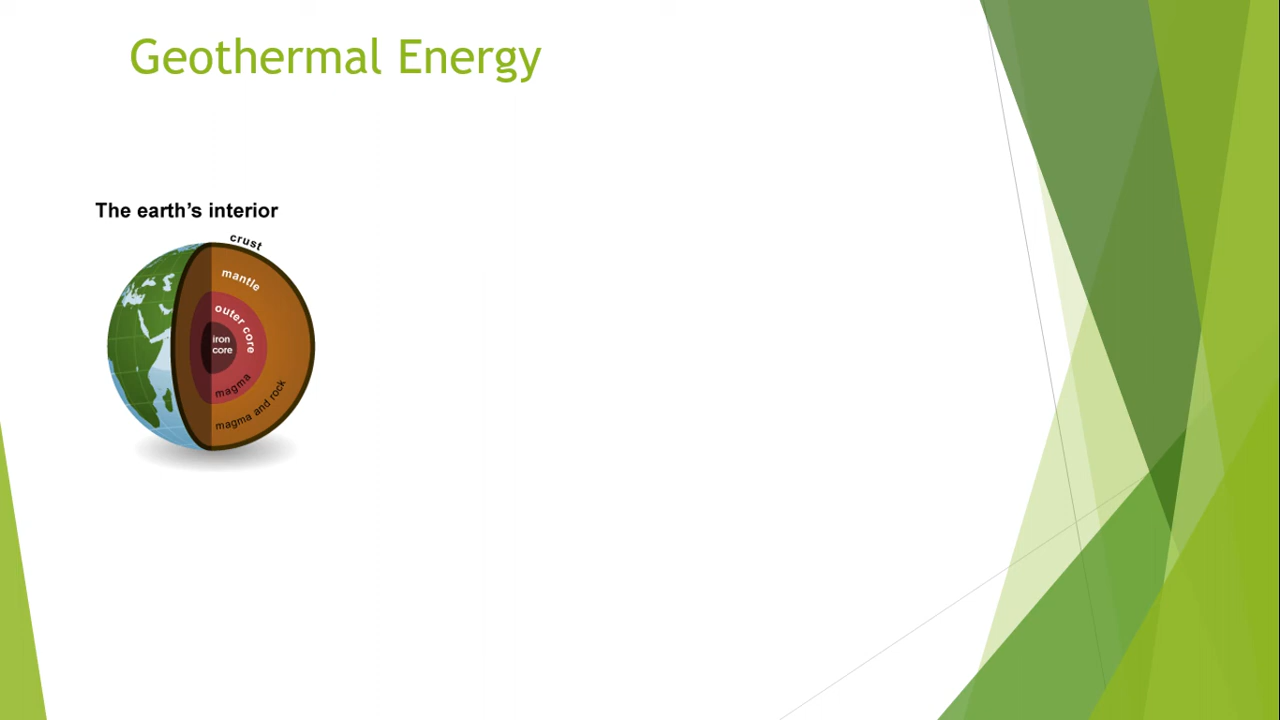 Geothermal Energy
The earth's interior
crust
mantle
outer core
iron
core
magma
magma and rock